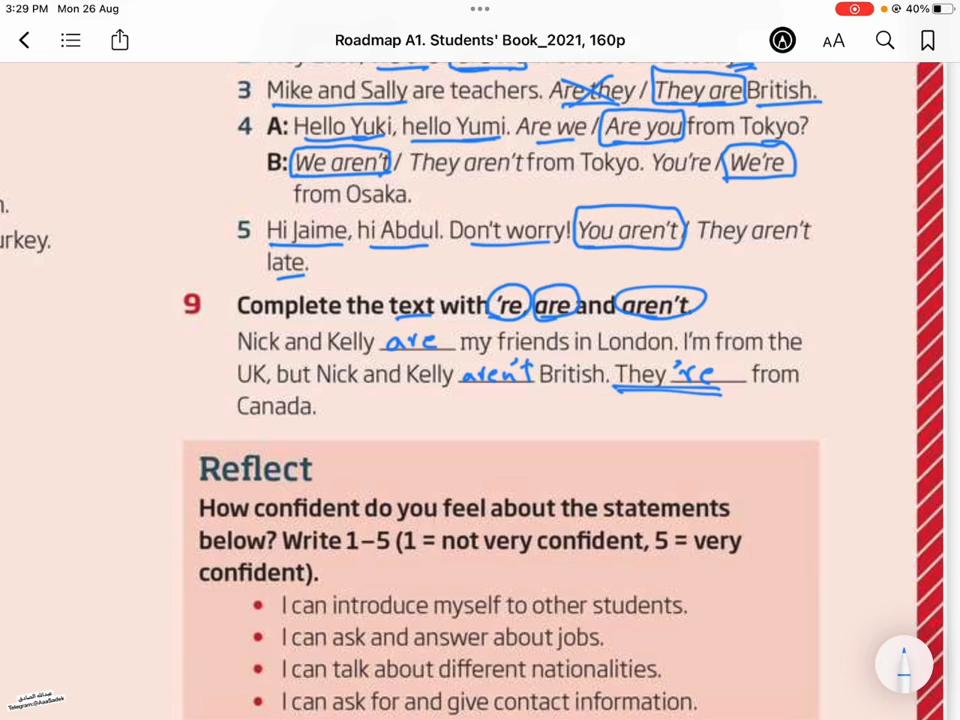 3:29 PM Mon 26 Aug
40%
Roadmap A1. Students' Book_2021, 160p
AA
3 Mike and Sally are teachers. Are they / They are British.
4 A: Hello Yuki, hello Yumi. Are we / Are you from Tokyo?
B: We aren't / They aren't from Tokyo. You're / We're
from Osaka.
5 Hi Jaime, hi Abdul. Don't worry! You aren't / They aren't
late.
urkey.
9 Complete the text with 're, are and aren't.
Nick and Kelly are my friends in London. I'm from the
UK, but Nick and Kelly aren't British. They 're from
Canada.
Reflect
How confident do you feel about the statements
below? Write 1–5 (1 = not very confident, 5 = very
confident).
• I can introduce myself to other students.
• I can ask and answer about jobs.
• I can talk about different nationalities.
• I can ask for and give contact information.
عبدالله الصادق